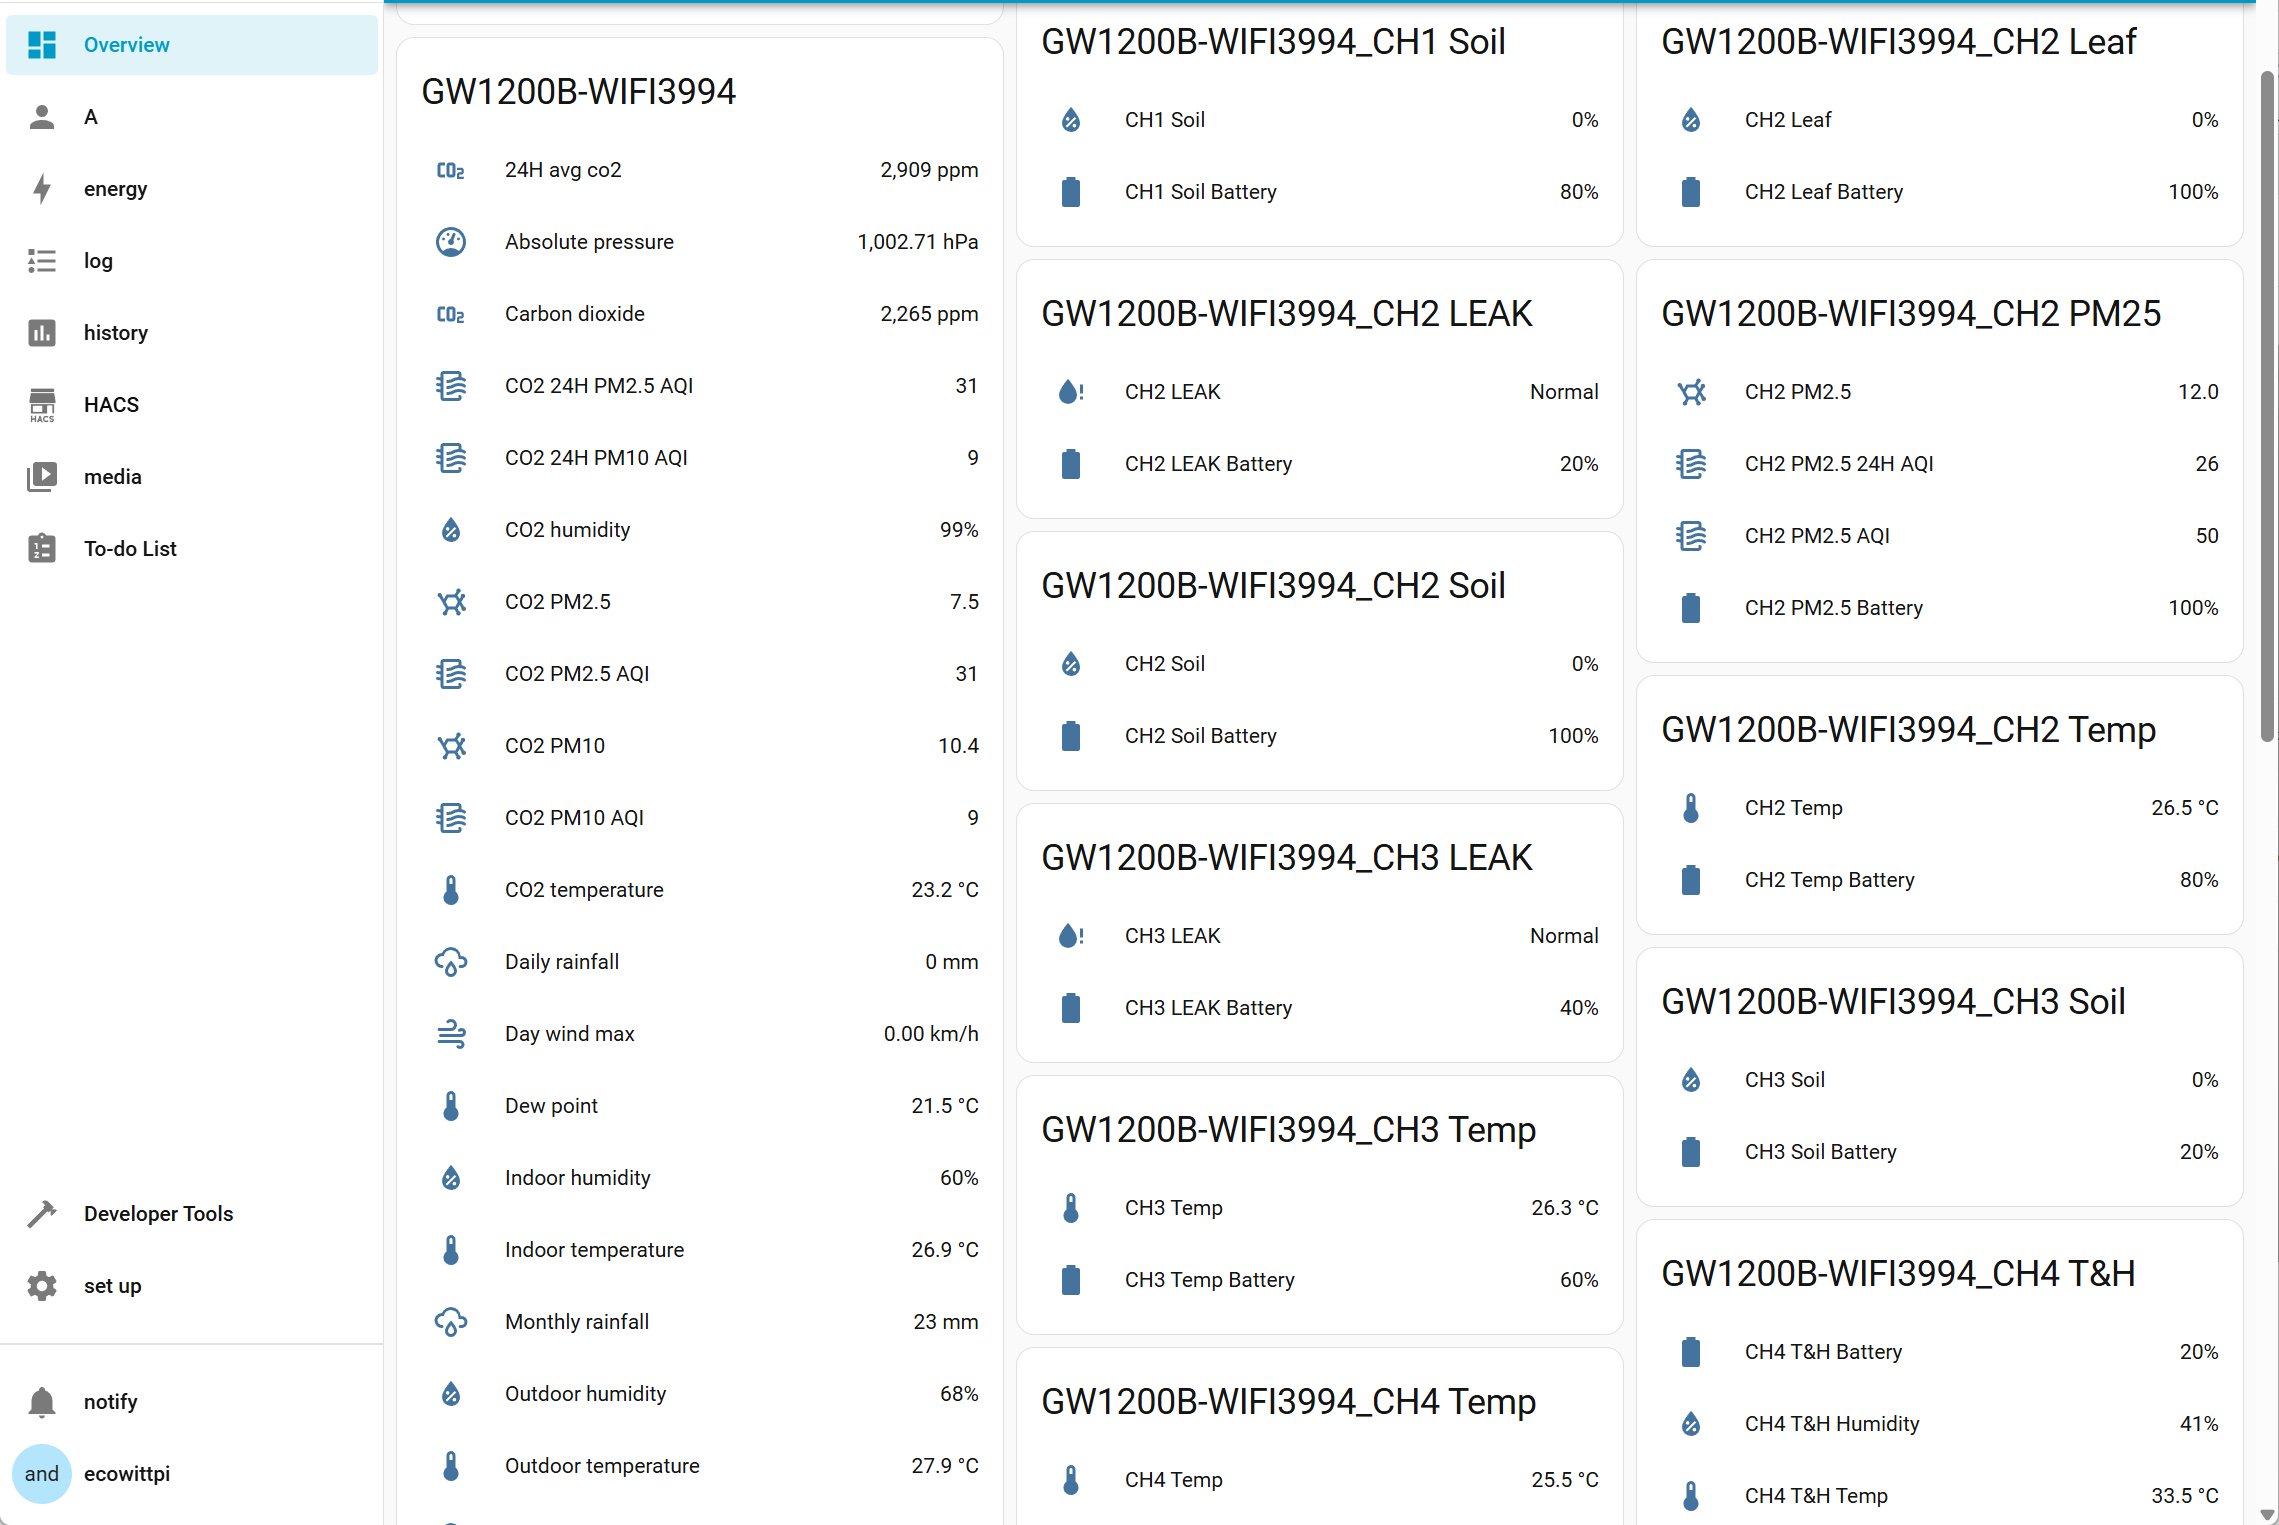 Overview
A
energy
log
history
HACS
HACS
media
To-do List
Developer Tools
set up
notify
and
ecowittpi
GW1200B-WIFI3994
CO2 24H avg co2 2,909 ppm
Absolute pressure 1,002.71 hPa
CO2 Carbon dioxide 2,265 ppm
CO2 24H PM2.5 AQI 31
CO2 24H PM10 AQI 9
CO2 humidity 99%
CO2 PM2.5 7.5
CO2 PM2.5 AQI 31
CO2 PM10 10.4
CO2 PM10 AQI 9
CO2 temperature 23.2 °C
Daily rainfall 0 mm
Day wind max 0.00 km/h
Dew point 21.5 °C
Indoor humidity 60%
Indoor temperature 26.9 °C
Monthly rainfall 23 mm
Outdoor humidity 68%
Outdoor temperature 27.9 °C
GW1200B-WIFI3994_CH1 Soil
CH1 Soil 0%
CH1 Soil Battery 80%
GW1200B-WIFI3994_CH2 LEAK
CH2 LEAK Normal
CH2 LEAK Battery 20%
GW1200B-WIFI3994_CH2 Soil
CH2 Soil 0%
CH2 Soil Battery 100%
GW1200B-WIFI3994_CH3 LEAK
CH3 LEAK Normal
CH3 LEAK Battery 40%
GW1200B-WIFI3994_CH3 Temp
CH3 Temp 26.3 °C
CH3 Temp Battery 60%
GW1200B-WIFI3994_CH4 Temp
CH4 Temp 25.5 °C
GW1200B-WIFI3994_CH2 Leaf
CH2 Leaf 0%
CH2 Leaf Battery 100%
GW1200B-WIFI3994_CH2 PM25
CH2 PM2.5 12.0
CH2 PM2.5 24H AQI 26
CH2 PM2.5 AQI 50
CH2 PM2.5 Battery 100%
GW1200B-WIFI3994_CH2 Temp
CH2 Temp 26.5 °C
CH2 Temp Battery 80%
GW1200B-WIFI3994_CH3 Soil
CH3 Soil 0%
CH3 Soil Battery 20%
GW1200B-WIFI3994_CH4 T&H
CH4 T&H Battery 20%
CH4 T&H Humidity 41%
CH4 T&H Temp 33.5 °C